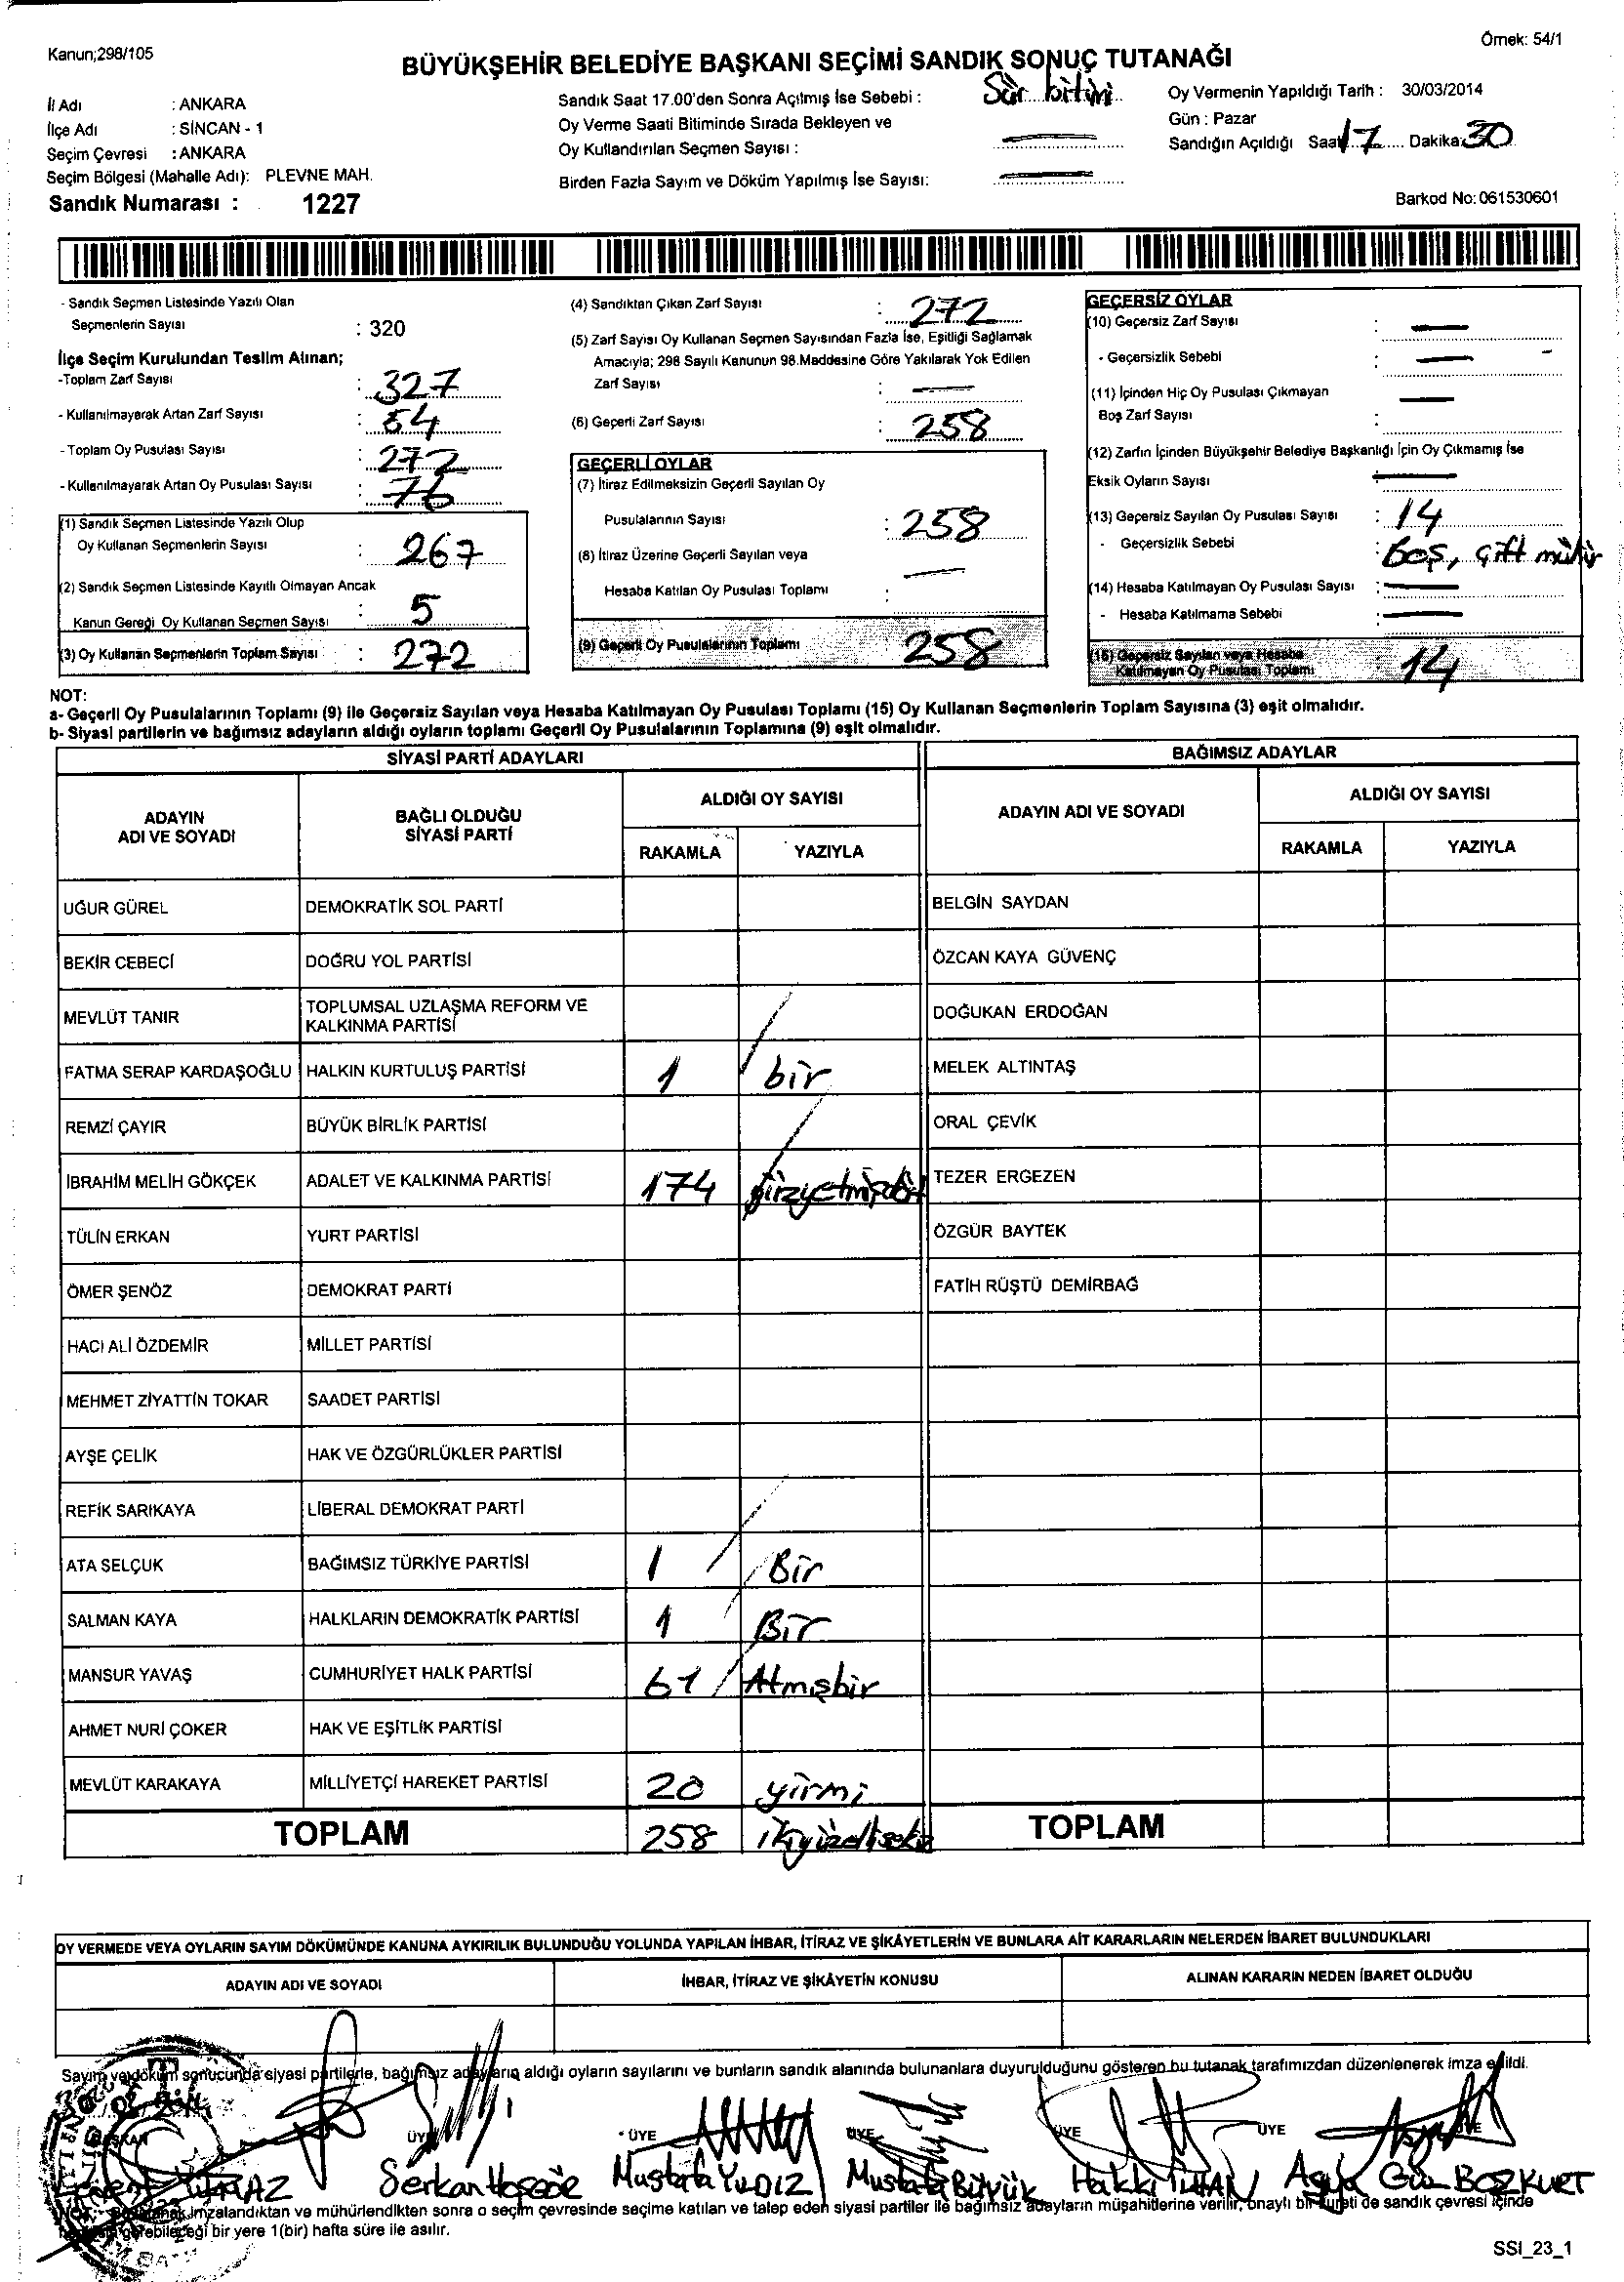 Kanun;298/105
Örnek: 54/1
BÜYÜKŞEHİR BELEDİYE BAŞKANI SEÇİMİ SANDIK SONUÇ TUTANAĞI
İl Adı : ANKARA
İlçe Adı : SİNCAN - 1
Seçim Çevresi : ANKARA
Seçim Bölgesi (Mahalle Adı): PLEVNE MAH.
Sandık Numarası : 1227
Sandık Saat 17.00'den Sonra Açılmış İse Sebebi : Sür bitimi
Oy Verme Saati Bitiminde Sırada Bekleyen ve
Oy Kullandırılan Seçmen Sayısı : —
Birden Fazla Sayım ve Döküm Yapılmış İse Sayısı: —
Oy Vermenin Yapıldığı Tarih : 30/03/2014
Gün : Pazar
Sandığın Açıldığı Saat 17 Dakika 30
Barkod No: 061530601
- Sandık Seçmen Listesinde Yazılı Olan
Seçmenlerin Sayısı : 320
İlçe Seçim Kurulundan Teslim Alınan;
-Toplam Zarf Sayısı : 327
- Kullanılmayarak Artan Zarf Sayısı : 54
- Toplam Oy Pusulası Sayısı : 272
- Kullanılmayarak Artan Oy Pusulası Sayısı : 76
(1) Sandık Seçmen Listesinde Yazılı Olup
Oy Kullanan Seçmenlerin Sayısı : 267
(2) Sandık Seçmen Listesinde Kayıtlı Olmayan Ancak
Kanun Gereği Oy Kullanan Seçmen Sayısı : 5
(3) Oy Kullanan Seçmenlerin Toplam Sayısı : 272
(4) Sandıktan Çıkan Zarf Sayısı : 272
(5) Zarf Sayısı Oy Kullanan Seçmen Sayısından Fazla İse, Eşitliği Sağlamak
Amacıyla; 298 Sayılı Kanunun 98.Maddesine Göre Yakılarak Yok Edilen
Zarf Sayısı : —
(6) Geçerli Zarf Sayısı : 258
GEÇERLİ OYLAR
(7) İtiraz Edilmeksizin Geçerli Sayılan Oy
Pusulalarının Sayısı : 258
(8) İtiraz Üzerine Geçerli Sayılan veya
Hesaba Katılan Oy Pusulası Toplamı : —
(9) Geçerli Oy Pusulalarının Toplamı 258
GEÇERSİZ OYLAR
(10) Geçersiz Zarf Sayısı : —
- Geçersizlik Sebebi : —
(11) İçinden Hiç Oy Pusulası Çıkmayan
Boş Zarf Sayısı : —
(12) Zarfın İçinden Büyükşehir Belediye Başkanlığı İçin Oy Çıkmamış İse
Eksik Oyların Sayısı —
(13) Geçersiz Sayılan Oy Pusulası Sayısı : 14
- Geçersizlik Sebebi : boş, çift mühür
(14) Hesaba Katılmayan Oy Pusulası Sayısı : —
- Hesaba Katılmama Sebebi : —
(15) Geçersiz Sayılan veya Hesaba
Katılmayan Oy Pusulası Toplamı : 14
NOT:
a- Geçerli Oy Pusulalarının Toplamı (9) ile Geçersiz Sayılan veya Hesaba Katılmayan Oy Pusulası Toplamı (15) Oy Kullanan Seçmenlerin Toplam Sayısına (3) eşit olmalıdır.
b- Siyasi partilerin ve bağımsız adayların aldığı oyların toplamı Geçerli Oy Pusulalarının Toplamına (9) eşit olmalıdır.
SİYASİ PARTİ ADAYLARI
ADAYIN
ADI VE SOYADI
BAĞLI OLDUĞU
SİYASİ PARTİ
ALDIĞI OY SAYISI
RAKAMLA YAZIYLA
UĞUR GÜREL DEMOKRATİK SOL PARTİ
BEKİR CEBECİ DOĞRU YOL PARTİSİ
MEVLÜT TANIR TOPLUMSAL UZLAŞMA REFORM VE
KALKINMA PARTİSİ
FATMA SERAP KARDAŞOĞLU HALKIN KURTULUŞ PARTİSİ 1 bir
REMZİ ÇAYIR BÜYÜK BİRLİK PARTİSİ
İBRAHİM MELİH GÖKÇEK ADALET VE KALKINMA PARTİSİ 174 yüzyetmişdört
TÜLİN ERKAN YURT PARTİSİ
ÖMER ŞENÖZ DEMOKRAT PARTİ
HACI ALİ ÖZDEMİR MİLLET PARTİSİ
MEHMET ZİYATTİN TOKAR SAADET PARTİSİ
AYŞE ÇELİK HAK VE ÖZGÜRLÜKLER PARTİSİ
REFİK SARIKAYA LİBERAL DEMOKRAT PARTİ
ATA SELÇUK BAĞIMSIZ TÜRKİYE PARTİSİ 1 Bir
SALMAN KAYA HALKLARIN DEMOKRATİK PARTİSİ 1 Bir
MANSUR YAVAŞ CUMHURİYET HALK PARTİSİ 61 Atmışbir
AHMET NURİ ÇOKER HAK VE EŞİTLİK PARTİSİ
MEVLÜT KARAKAYA MİLLİYETÇİ HAREKET PARTİSİ 20 yirmi
TOPLAM 258 ikiyüzellisekiz
BAĞIMSIZ ADAYLAR
ADAYIN ADI VE SOYADI
ALDIĞI OY SAYISI
RAKAMLA YAZIYLA
BELGİN SAYDAN
ÖZCAN KAYA GÜVENÇ
DOĞUKAN ERDOĞAN
MELEK ALTINTAŞ
ORAL ÇEVİK
TEZER ERGEZEN
ÖZGÜR BAYTEK
FATİH RÜŞTÜ DEMİRBAĞ
TOPLAM
OY VERMEDE VEYA OYLARIN SAYIM DÖKÜMÜNDE KANUNA AYKIRILIK BULUNDUĞU YOLUNDA YAPILAN İHBAR, İTİRAZ VE ŞİKÂYETLERİN VE BUNLARA AİT KARARLARIN NELERDEN İBARET BULUNDUKLARI
ADAYIN ADI VE SOYADI İHBAR, İTİRAZ VE ŞİKÂYETİN KONUSU ALINAN KARARIN NEDEN İBARET OLDUĞU
Sayım ve döküm sonucunda siyasi partilerle, bağımsız adayların aldığı oyların sayılarını ve bunların sandık alanında bulunanlara duyurulduğunu gösteren bu tutanak tarafımızdan düzenlenerek imza edildi.
BAŞKAN ÜYE ÜYE ÜYE ÜYE ÜYE ÜYE
Serkan Hoşgör Mustafa YILDIZ Mustafa Büyük Hakkı İLHAN Asya Gün BOZKURT
imzalandıktan ve mühürlendikten sonra o seçim çevresinde seçime katılan ve talep eden siyasi partiler ile bağımsız adayların müşahitlerine verilir, onaylı bir sureti de sandık çevresi içinde
görebileceği bir yere 1(bir) hafta süre ile asılır.
SSI_23_1